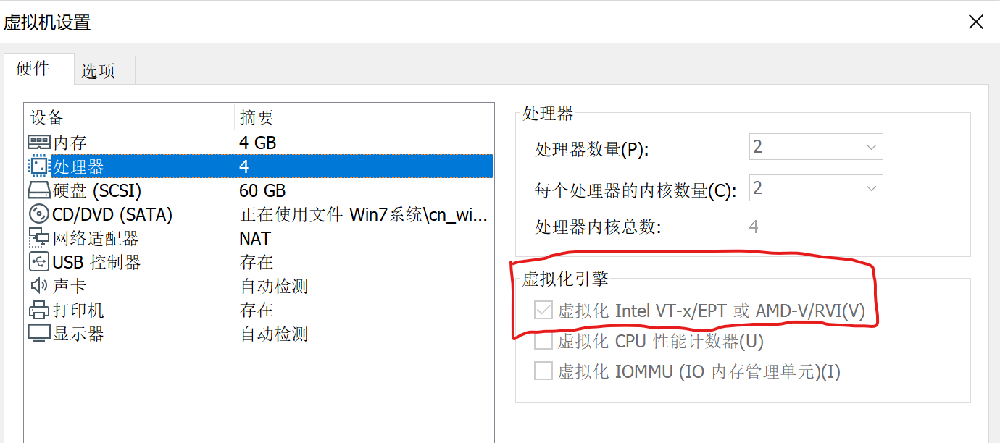 虚拟机设置
硬件 选项
设备 摘要
内存 4 GB
处理器 4
硬盘 (SCSI) 60 GB
CD/DVD (SATA) 正在使用文件 Win7系统\cn_wi...
网络适配器 NAT
USB 控制器 存在
声卡 自动检测
打印机 存在
显示器 自动检测
处理器
处理器数量(P): 2
每个处理器的内核数量(C): 2
处理器内核总数: 4
虚拟化引擎
虚拟化 Intel VT-x/EPT 或 AMD-V/RVI(V)
虚拟化 CPU 性能计数器(U)
虚拟化 IOMMU (IO 内存管理单元)(I)